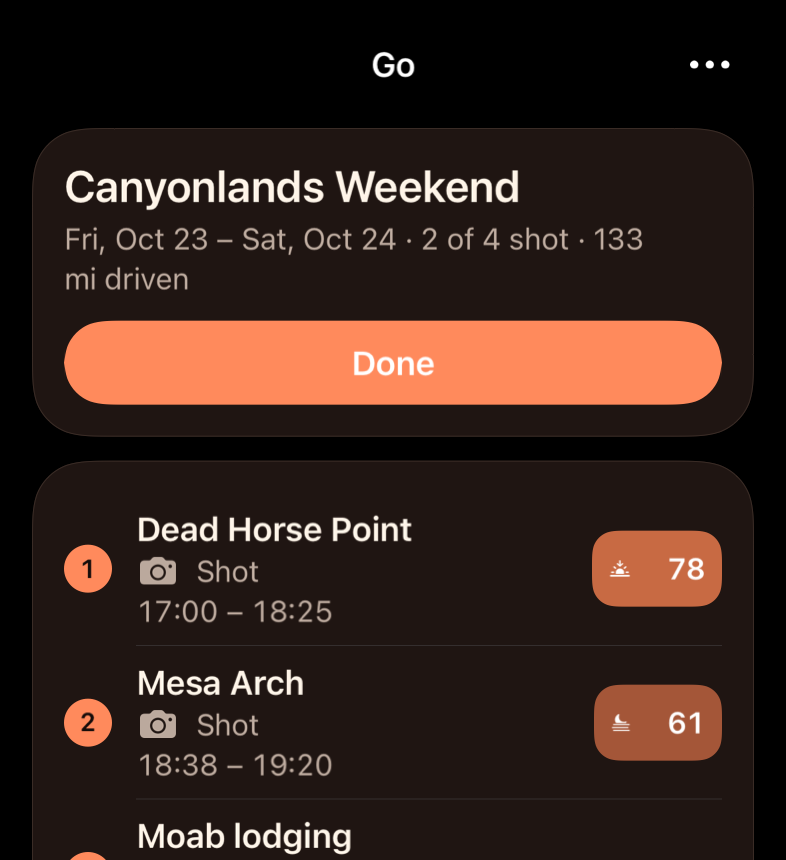 Go
Canyonlands Weekend
Fri, Oct 23 – Sat, Oct 24 · 2 of 4 shot · 133
mi driven
Done
1
Dead Horse Point
Shot
17:00 – 18:25
78
2
Mesa Arch
Shot
18:38 – 19:20
61
Moab lodging